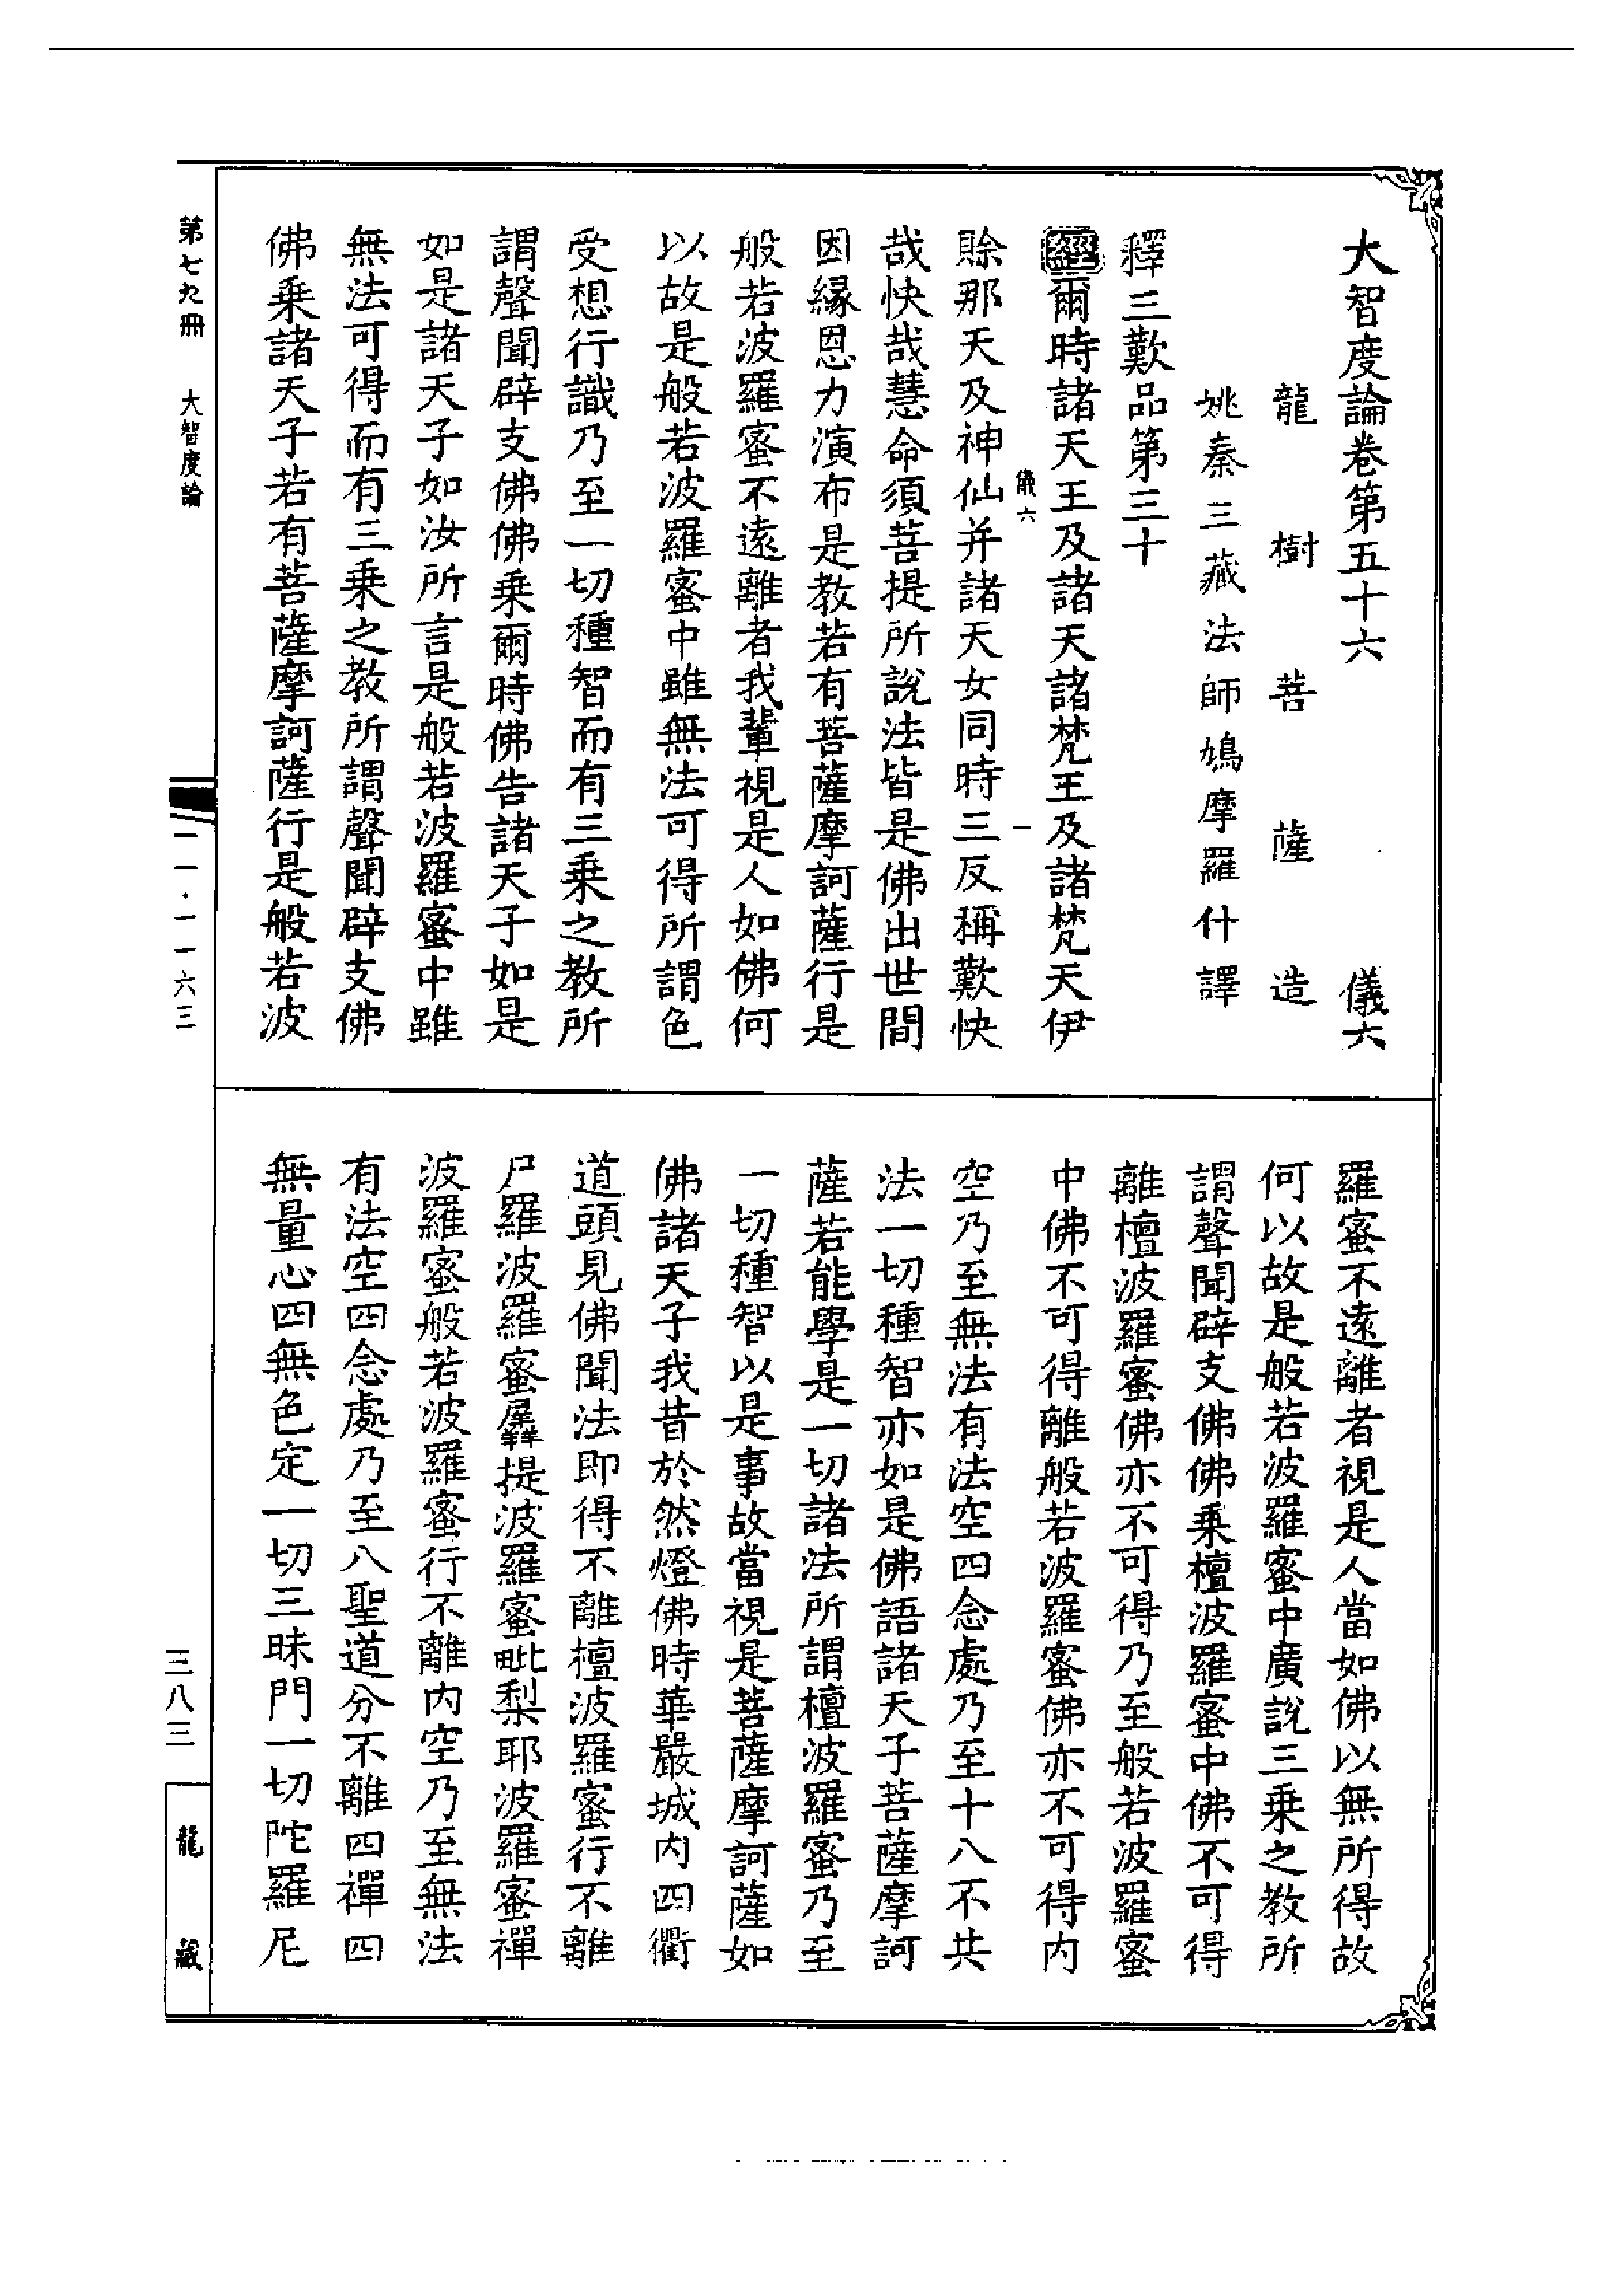 大智度論卷第五十六　儀六
龍樹菩薩造
姚秦三藏法師鳩摩羅什譯
釋三歎品第三十
經爾時諸天王及諸天諸梵王及諸梵天伊
儀六　一
賒那天及神仙并諸天女同時三反稱歎快
哉快哉慧命須菩提所說法皆是佛出世間
因緣恩力演布是教若有菩薩摩訶薩行是
般若波羅蜜不遠離者我輩視是人如佛何
以故是般若波羅蜜中雖無法可得所謂色
受想行識乃至一切種智而有三乘之教所
謂聲聞辟支佛佛乘爾時佛告諸天子如是
如是諸天子如汝所言是般若波羅蜜中雖
無法可得而有三乘之教所謂聲聞辟支佛
佛乘諸天子若有菩薩摩訶薩行是般若波
羅蜜不遠離者視是人當如佛以無所得故
何以故是般若波羅蜜中廣說三乘之教所
謂聲聞辟支佛佛乘檀波羅蜜中佛不可得
離檀波羅蜜佛亦不可得乃至般若波羅蜜
中佛不可得離般若波羅蜜佛亦不可得內
空乃至無法有法空四念處乃至十八不共
法一切種智亦如是佛語諸天子菩薩摩訶
薩若能學是一切諸法所謂檀波羅蜜乃至
一切種智以是事故當視是菩薩摩訶薩如
佛諸天子我昔於然燈佛時華嚴城內四衢
道頭見佛聞法即得不離檀波羅蜜行不離
尸羅波羅蜜羼提波羅蜜毗梨耶波羅蜜禪
波羅蜜般若波羅蜜行不離內空乃至無法
有法空四念處乃至八聖道分不離四禪四
無量心四無色定一切三昧門一切陀羅尼
第七九冊　大智度論
一一·一一六三
三八三
龍藏